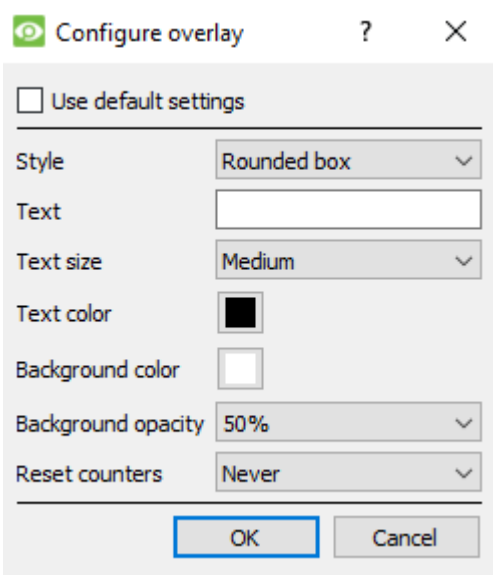 Configure overlay ?
Use default settings
Style Rounded box
Text
Text size Medium
Text color
Background color
Background opacity 50%
Reset counters Never
OK Cancel